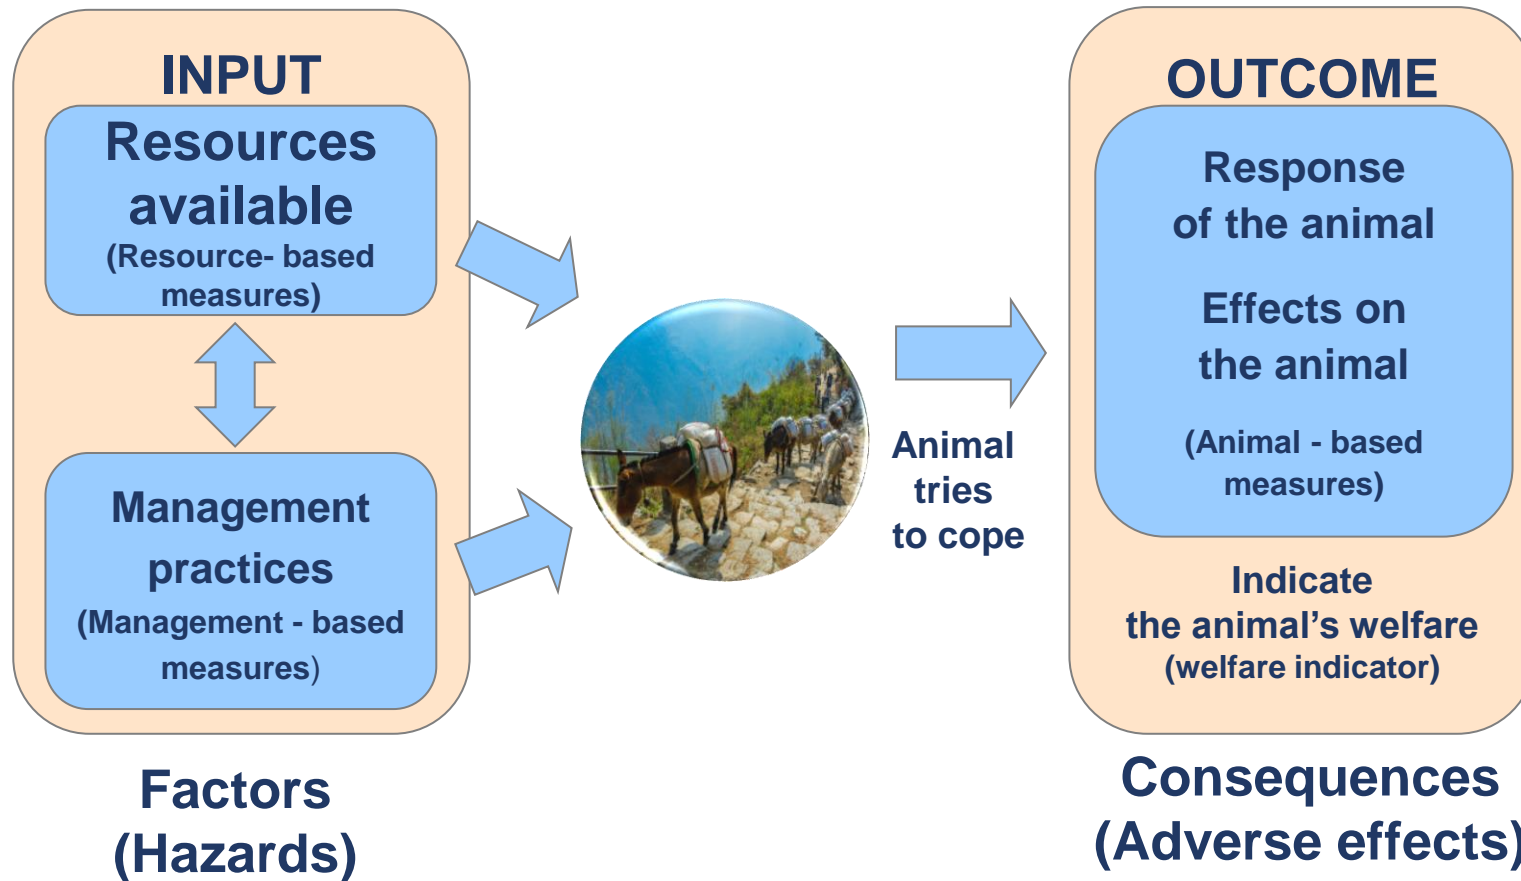 INPUT
Resources
available
(Resource- based
measures)
Management
practices
(Management - based
measures)
Factors
(Hazards)
Animal
tries
to cope
OUTCOME
Response
of the animal
Effects on
the animal
(Animal - based
measures)
Indicate
the animal’s welfare
(welfare indicator)
Consequences
(Adverse effects)